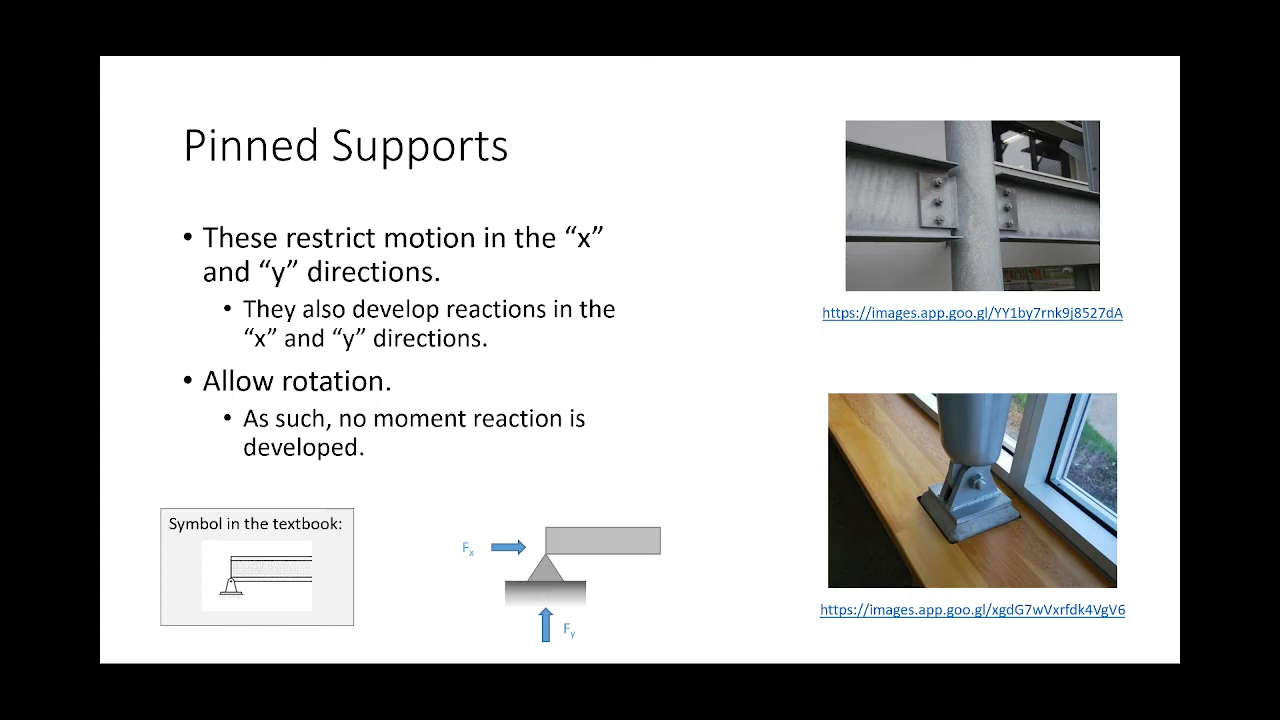 Pinned Supports
• These restrict motion in the “x”
and “y” directions.
• They also develop reactions in the
“x” and “y” directions.
• Allow rotation.
• As such, no moment reaction is
developed.
Symbol in the textbook:
Fx
Fy
https://images.app.goo.gl/YY1by7rnk9j8527dA
https://images.app.goo.gl/xgdG7wVxrfdk4VgV6